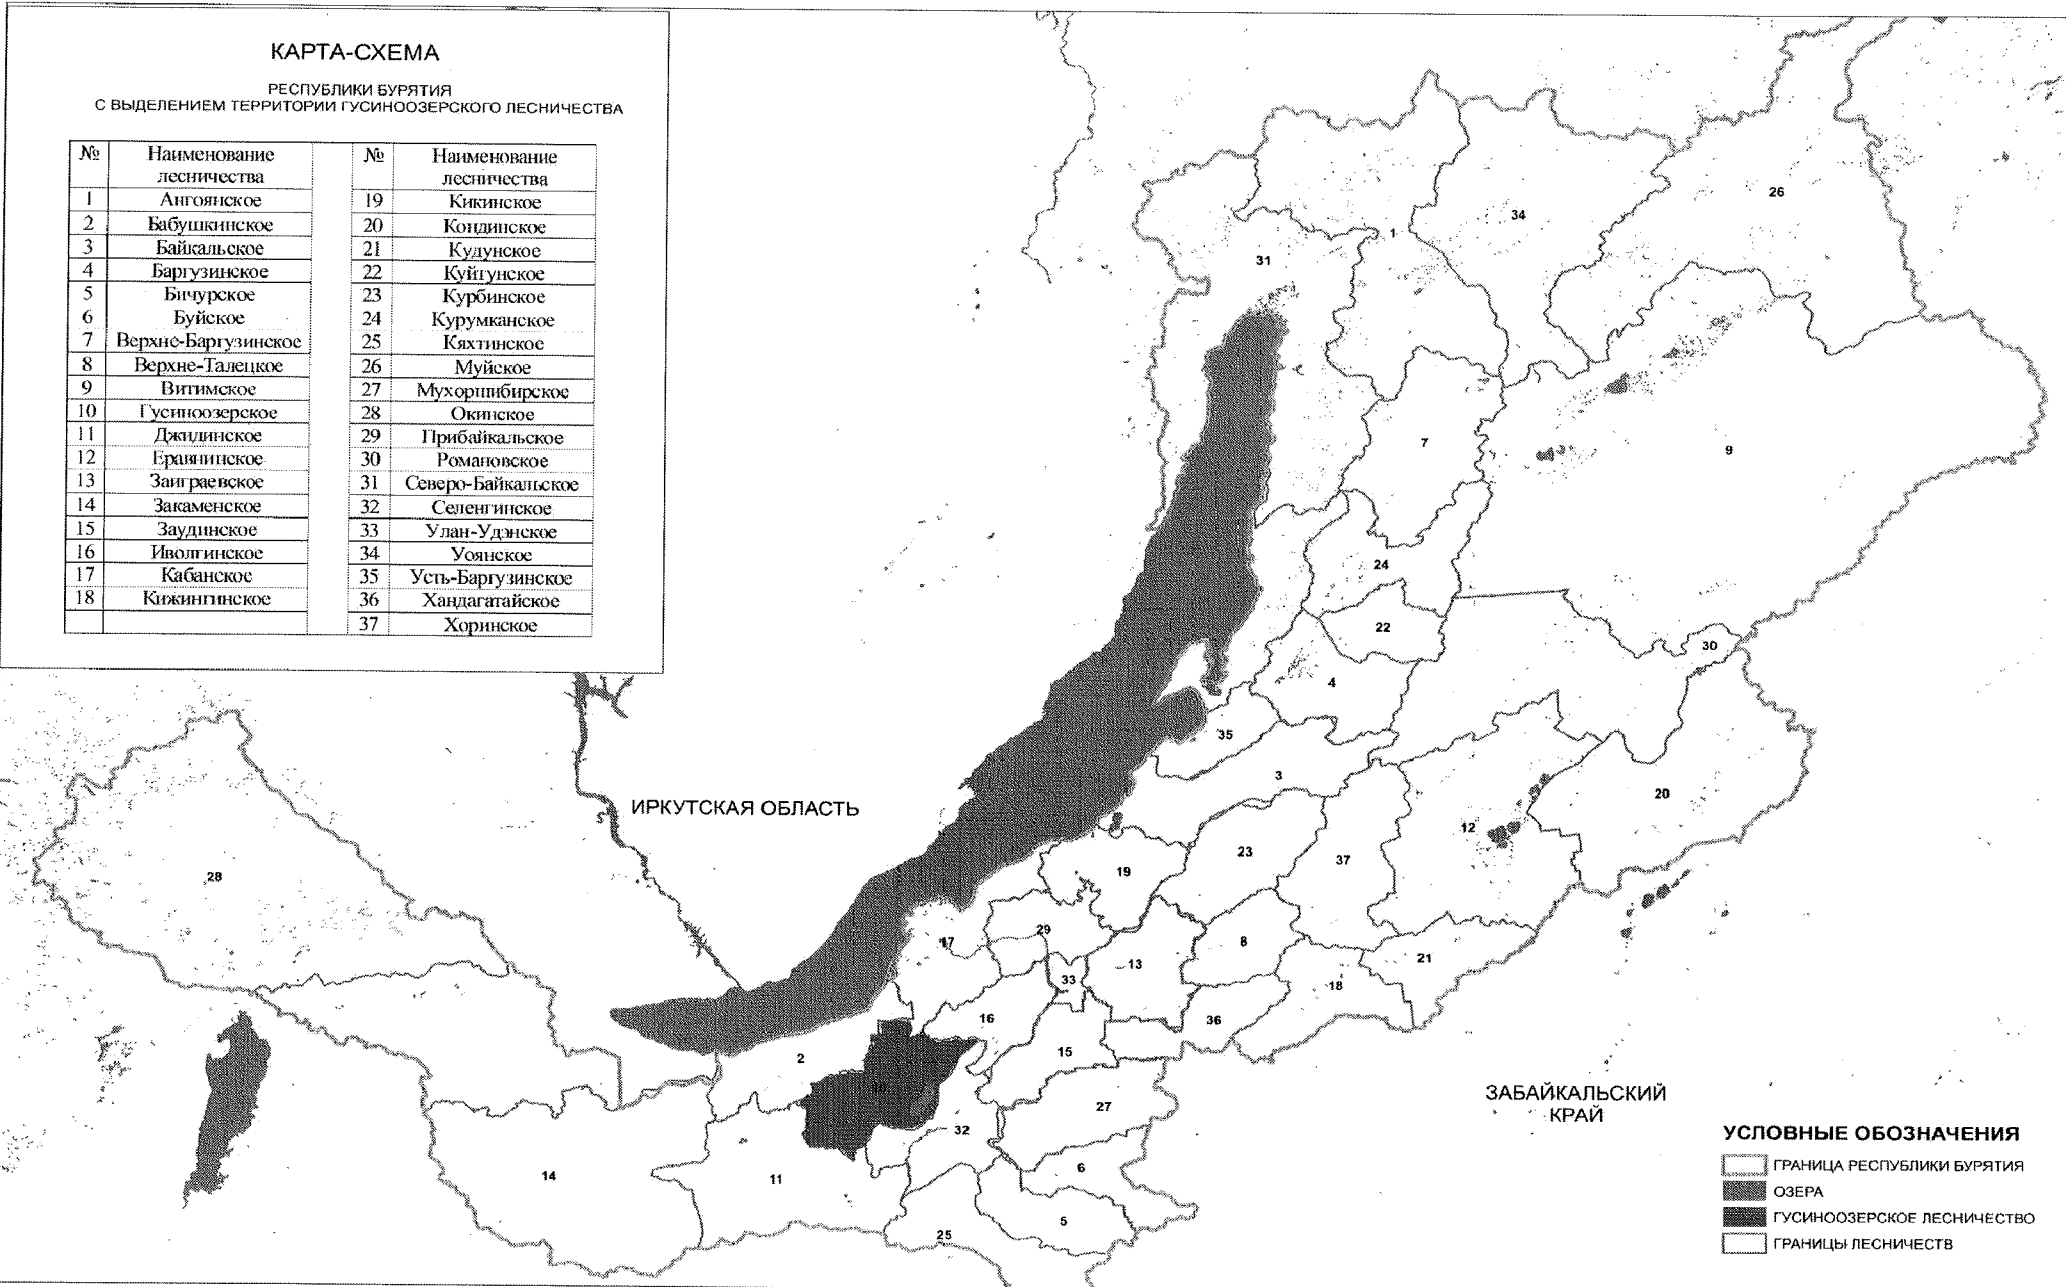 КАРТА-СХЕМА
РЕСПУБЛИКИ БУРЯТИЯ
С ВЫДЕЛЕНИЕМ ТЕРРИТОРИИ ГУСИНООЗЕРСКОГО ЛЕСНИЧЕСТВА
№ Наименование лесничества № Наименование лесничества
1 Ангоянское 19 Кикинское
2 Бабушкинское 20 Кондинское
3 Байкальское 21 Кудунское
4 Баргузинское 22 Куйтунское
5 Бичурское 23 Курбинское
6 Буйское 24 Курумканское
7 Верхне-Баргузинское 25 Кяхтинское
8 Верхне-Талецкое 26 Муйское
9 Витимское 27 Мухоршибирское
10 Гусиноозерское 28 Окинское
11 Джидинское 29 Прибайкальское
12 Еравнинское 30 Романовское
13 Заиграевское 31 Северо-Байкальское
14 Закаменское 32 Селенгинское
15 Заудинское 33 Улан-Удэнское
16 Иволгинское 34 Уоянское
17 Кабанское 35 Усть-Баргузинское
18 Кижингинское 36 Хандагатайское
37 Хоринское
26
34
1
31
7
9
24
22
30
4
35
3
20
12
ИРКУТСКАЯ ОБЛАСТЬ
23
37
19
28
29
17
8
13
21
33
18
16
36
15
2
10
ЗАБАЙКАЛЬСКИЙ
КРАЙ
27
32
6
14
11
5
25
УСЛОВНЫЕ ОБОЗНАЧЕНИЯ
ГРАНИЦА РЕСПУБЛИКИ БУРЯТИЯ
ОЗЕРА
ГУСИНООЗЕРСКОЕ ЛЕСНИЧЕСТВО
ГРАНИЦЫ ЛЕСНИЧЕСТВ